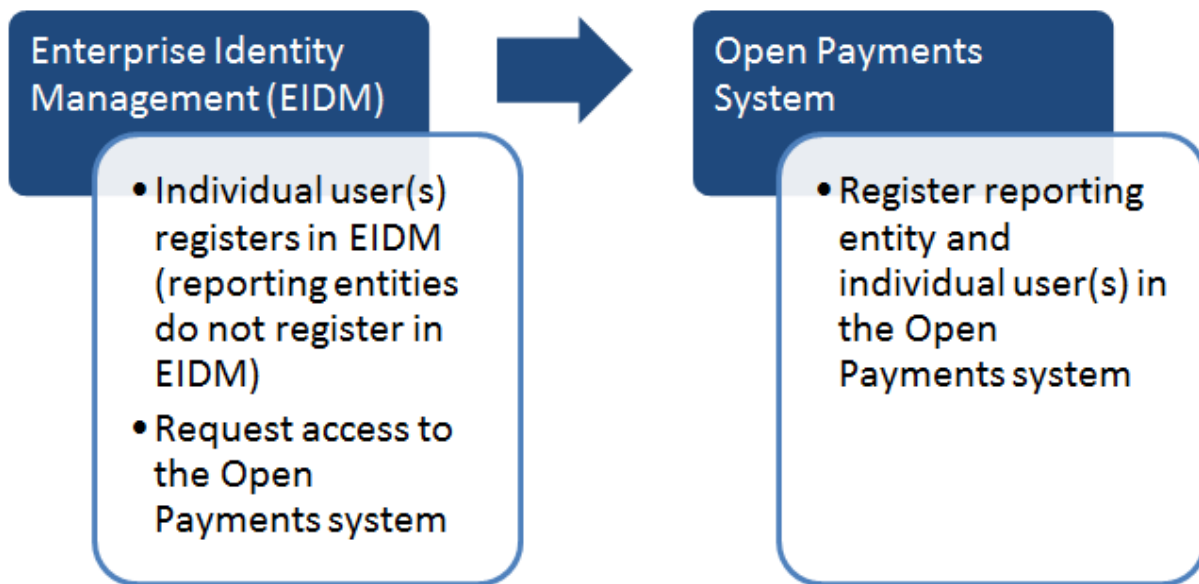 Enterprise Identity
Management (EIDM)
• Individual user(s)
registers in EIDM
(reporting entities
do not register in
EIDM)
• Request access to
the Open
Payments system
Open Payments
System
• Register reporting
entity and
individual user(s) in
the Open
Payments system